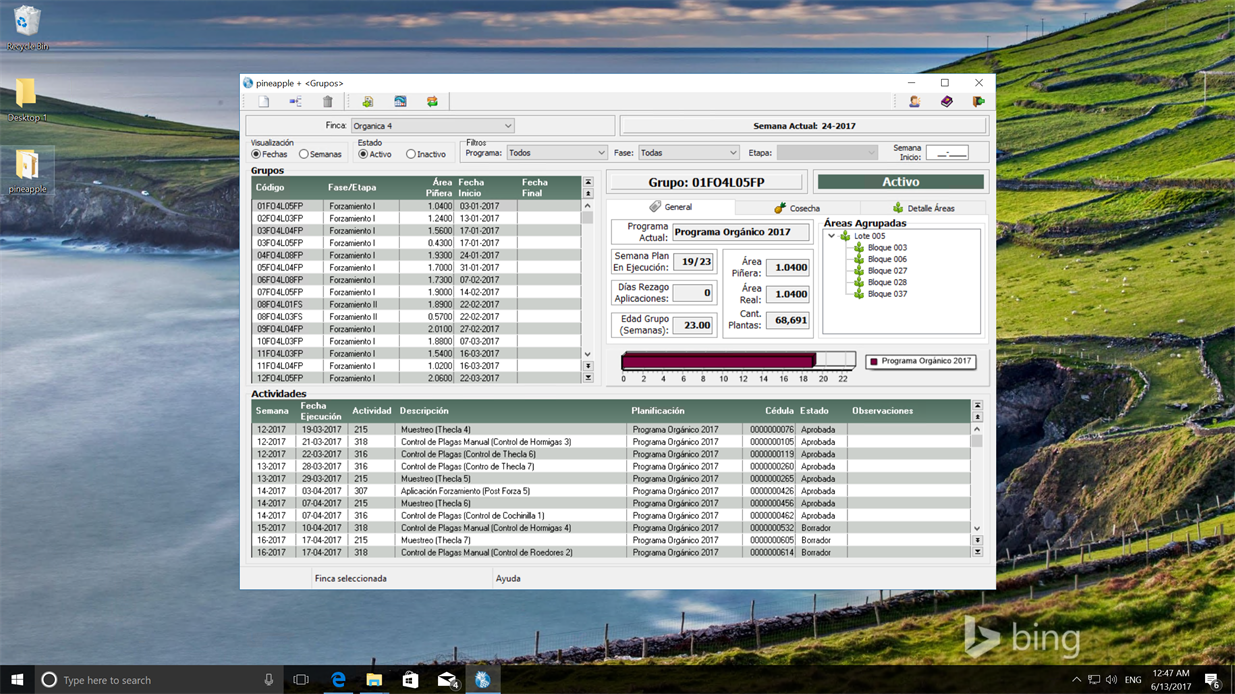 Recycle Bin
Desktop 1
pineapple
pineapple + <Grupos>
Finca: Organica 4
Semana Actual: 24-2017
Visualización
Fechas Semanas
Estado
Activo Inactivo
Filtros
Programa: Todos Fase: Todas Etapa:
Semana Inicio: __-____
Grupos
Código Fase/Etapa Área Piñera Fecha Inicio Fecha Final
01FO4L05FP Forzamiento I 1.0400 03-01-2017
02FO4L03FP Forzamiento I 1.2400 13-01-2017
03FO4L04FP Forzamiento I 1.5600 17-01-2017
03FO4L05FP Forzamiento I 0.4300 17-01-2017
04FO4L08FP Forzamiento I 1.9300 24-01-2017
05FO4L04FP Forzamiento I 1.7000 31-01-2017
06FO4L08FP Forzamiento I 1.7300 07-02-2017
07FO4L05FP Forzamiento I 1.9000 14-02-2017
08FO4L01FS Forzamiento II 1.8900 22-02-2017
08FO4L03FS Forzamiento II 0.5700 22-02-2017
09FO4L04FP Forzamiento I 2.0100 27-02-2017
10FO4L03FP Forzamiento I 1.8800 07-03-2017
11FO4L03FP Forzamiento I 1.5400 16-03-2017
11FO4L04FP Forzamiento I 1.0200 16-03-2017
12FO4L05FP Forzamiento I 2.0600 22-03-2017
Grupo: 01FO4L05FP
Activo
General Cosecha Detalle Áreas
Programa Actual: Programa Orgánico 2017
Semana Plan En Ejecución: 19/23
Días Rezago Aplicaciones: 0
Edad Grupo (Semanas): 23.00
Área Piñera: 1.0400
Área Real: 1.0400
Cant. Plantas: 68,691
Áreas Agrupadas
Lote 005
Bloque 003
Bloque 006
Bloque 027
Bloque 028
Bloque 037
0 2 4 6 8 10 12 14 16 18 20 22
Programa Orgánico 2017
Actividades
Semana Fecha Ejecución Actividad Descripción Planificación Cédula Estado Observaciones
12-2017 19-03-2017 215 Muestreo (Thecla 4) Programa Orgánico 2017 0000000076 Aprobada
12-2017 21-03-2017 318 Control de Plagas Manual (Control de Hormigas 3) Programa Orgánico 2017 0000000105 Aprobada
12-2017 22-03-2017 316 Control de Plagas (Control de Thecla 6) Programa Orgánico 2017 0000000119 Aprobada
13-2017 28-03-2017 316 Control de Plagas (Contro de Thecla 7) Programa Orgánico 2017 0000000260 Aprobada
13-2017 29-03-2017 215 Muestreo (Thecla 5) Programa Orgánico 2017 0000000265 Aprobada
14-2017 03-04-2017 307 Aplicación Forzamiento (Post Forza 5) Programa Orgánico 2017 0000000426 Aprobada
14-2017 07-04-2017 215 Muestreo (Thecla 6) Programa Orgánico 2017 0000000456 Aprobada
14-2017 07-04-2017 316 Control de Plagas (Control de Cochinilla 1) Programa Orgánico 2017 0000000462 Aprobada
15-2017 10-04-2017 318 Control de Plagas Manual (Control de Hormigas 4) Programa Orgánico 2017 0000000532 Borrador
16-2017 17-04-2017 215 Muestreo (Thecla 7) Programa Orgánico 2017 0000000605 Borrador
16-2017 17-04-2017 318 Control de Plagas Manual (Control de Roedores 2) Programa Orgánico 2017 0000000614 Borrador
Finca seleccionada Ayuda
bing
Type here to search
4
ENG
12:47 AM
6/13/2017
6